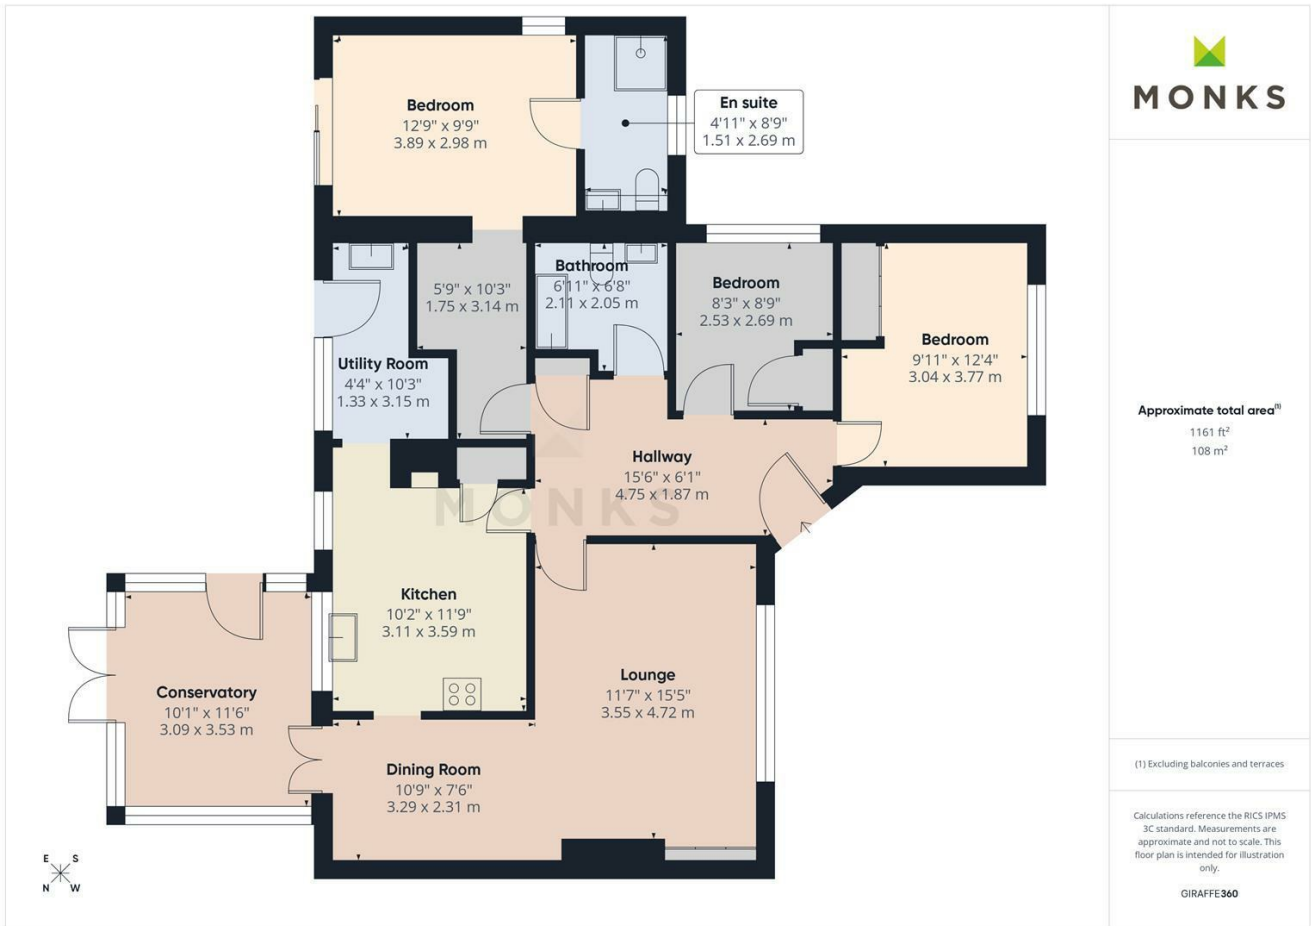 MONKS
Bedroom
12'9" x 9'9"
3.89 x 2.98 m
En suite
4'11" x 8'9"
1.51 x 2.69 m
5'9" x 10'3"
1.75 x 3.14 m
Bathroom
6'11" x 6'8"
2.11 x 2.05 m
Bedroom
8'3" x 8'9"
2.53 x 2.69 m
Bedroom
9'11" x 12'4"
3.04 x 3.77 m
Utility Room
4'4" x 10'3"
1.33 x 3.15 m
Hallway
15'6" x 6'1"
4.75 x 1.87 m
MONKS
Kitchen
10'2" x 11'9"
3.11 x 3.59 m
Lounge
11'7" x 15'5"
3.55 x 4.72 m
Conservatory
10'1" x 11'6"
3.09 x 3.53 m
Dining Room
10'9" x 7'6"
3.29 x 2.31 m
E S
N W
Approximate total area(1)
1161 ft²
108 m²
(1) Excluding balconies and terraces
Calculations reference the RICS IPMS
3C standard. Measurements are
approximate and not to scale. This
floor plan is intended for illustration
only.
GIRAFFE360